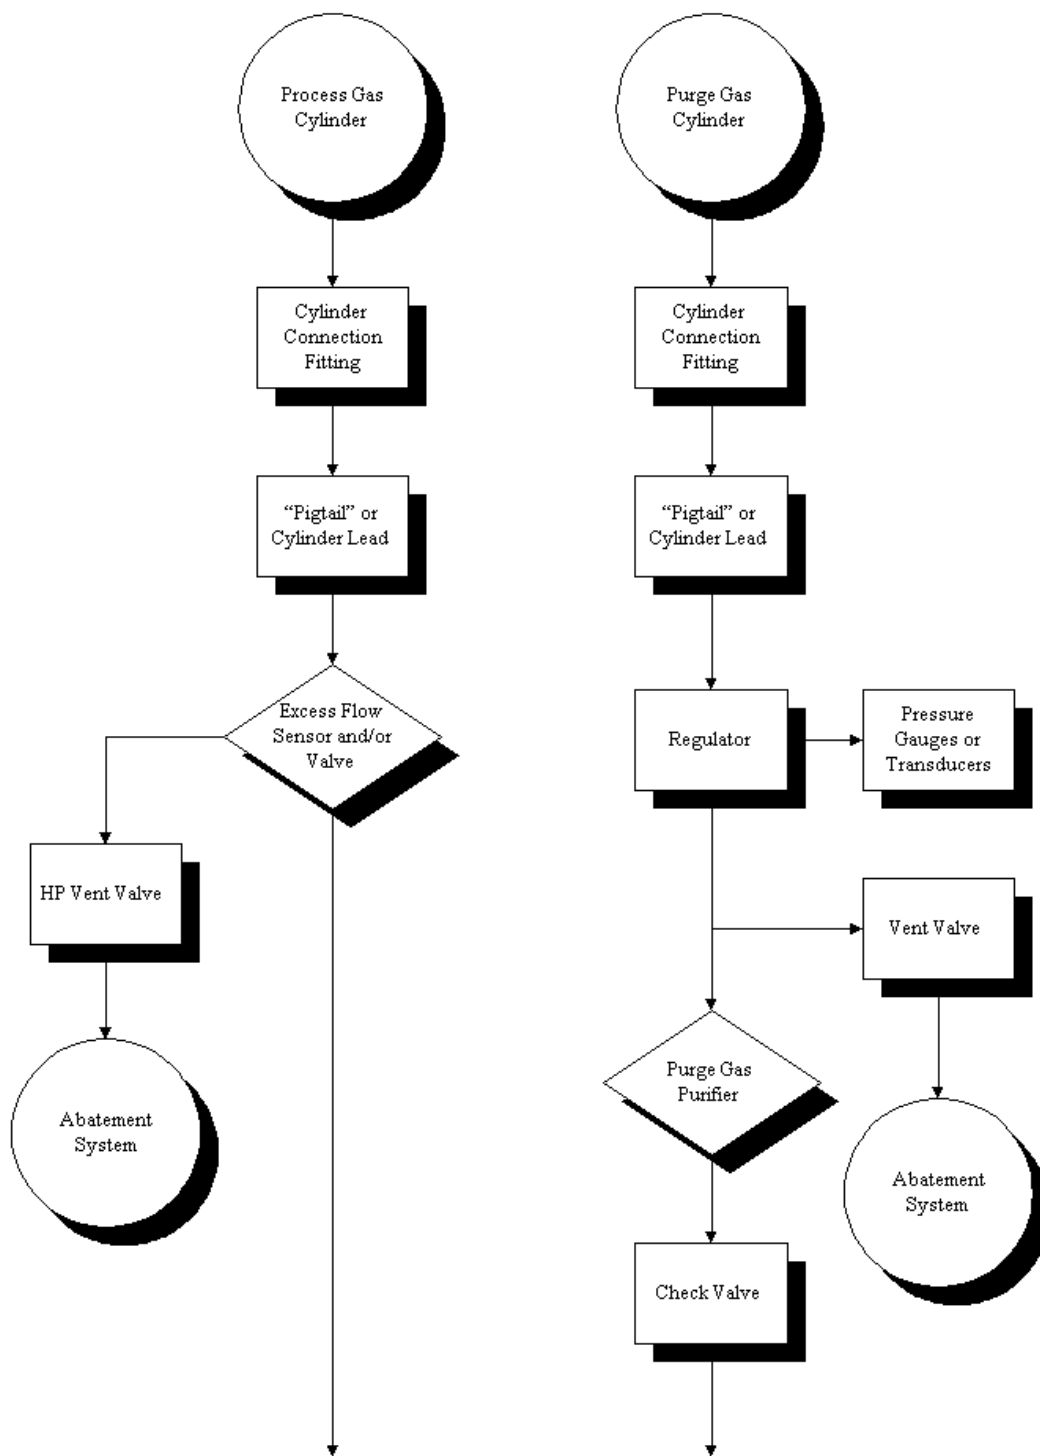 Process Gas
Cylinder
Purge Gas
Cylinder
Cylinder
Connection
Fitting
Cylinder
Connection
Fitting
“Pigtail” or
Cylinder Lead
“Pigtail” or
Cylinder Lead
Excess Flow
Sensor and/or
Valve
Regulator
Pressure
Gauges or
Transducers
HP Vent Valve
Vent Valve
Purge Gas
Purifier
Abatement
System
Abatement
System
Check Valve